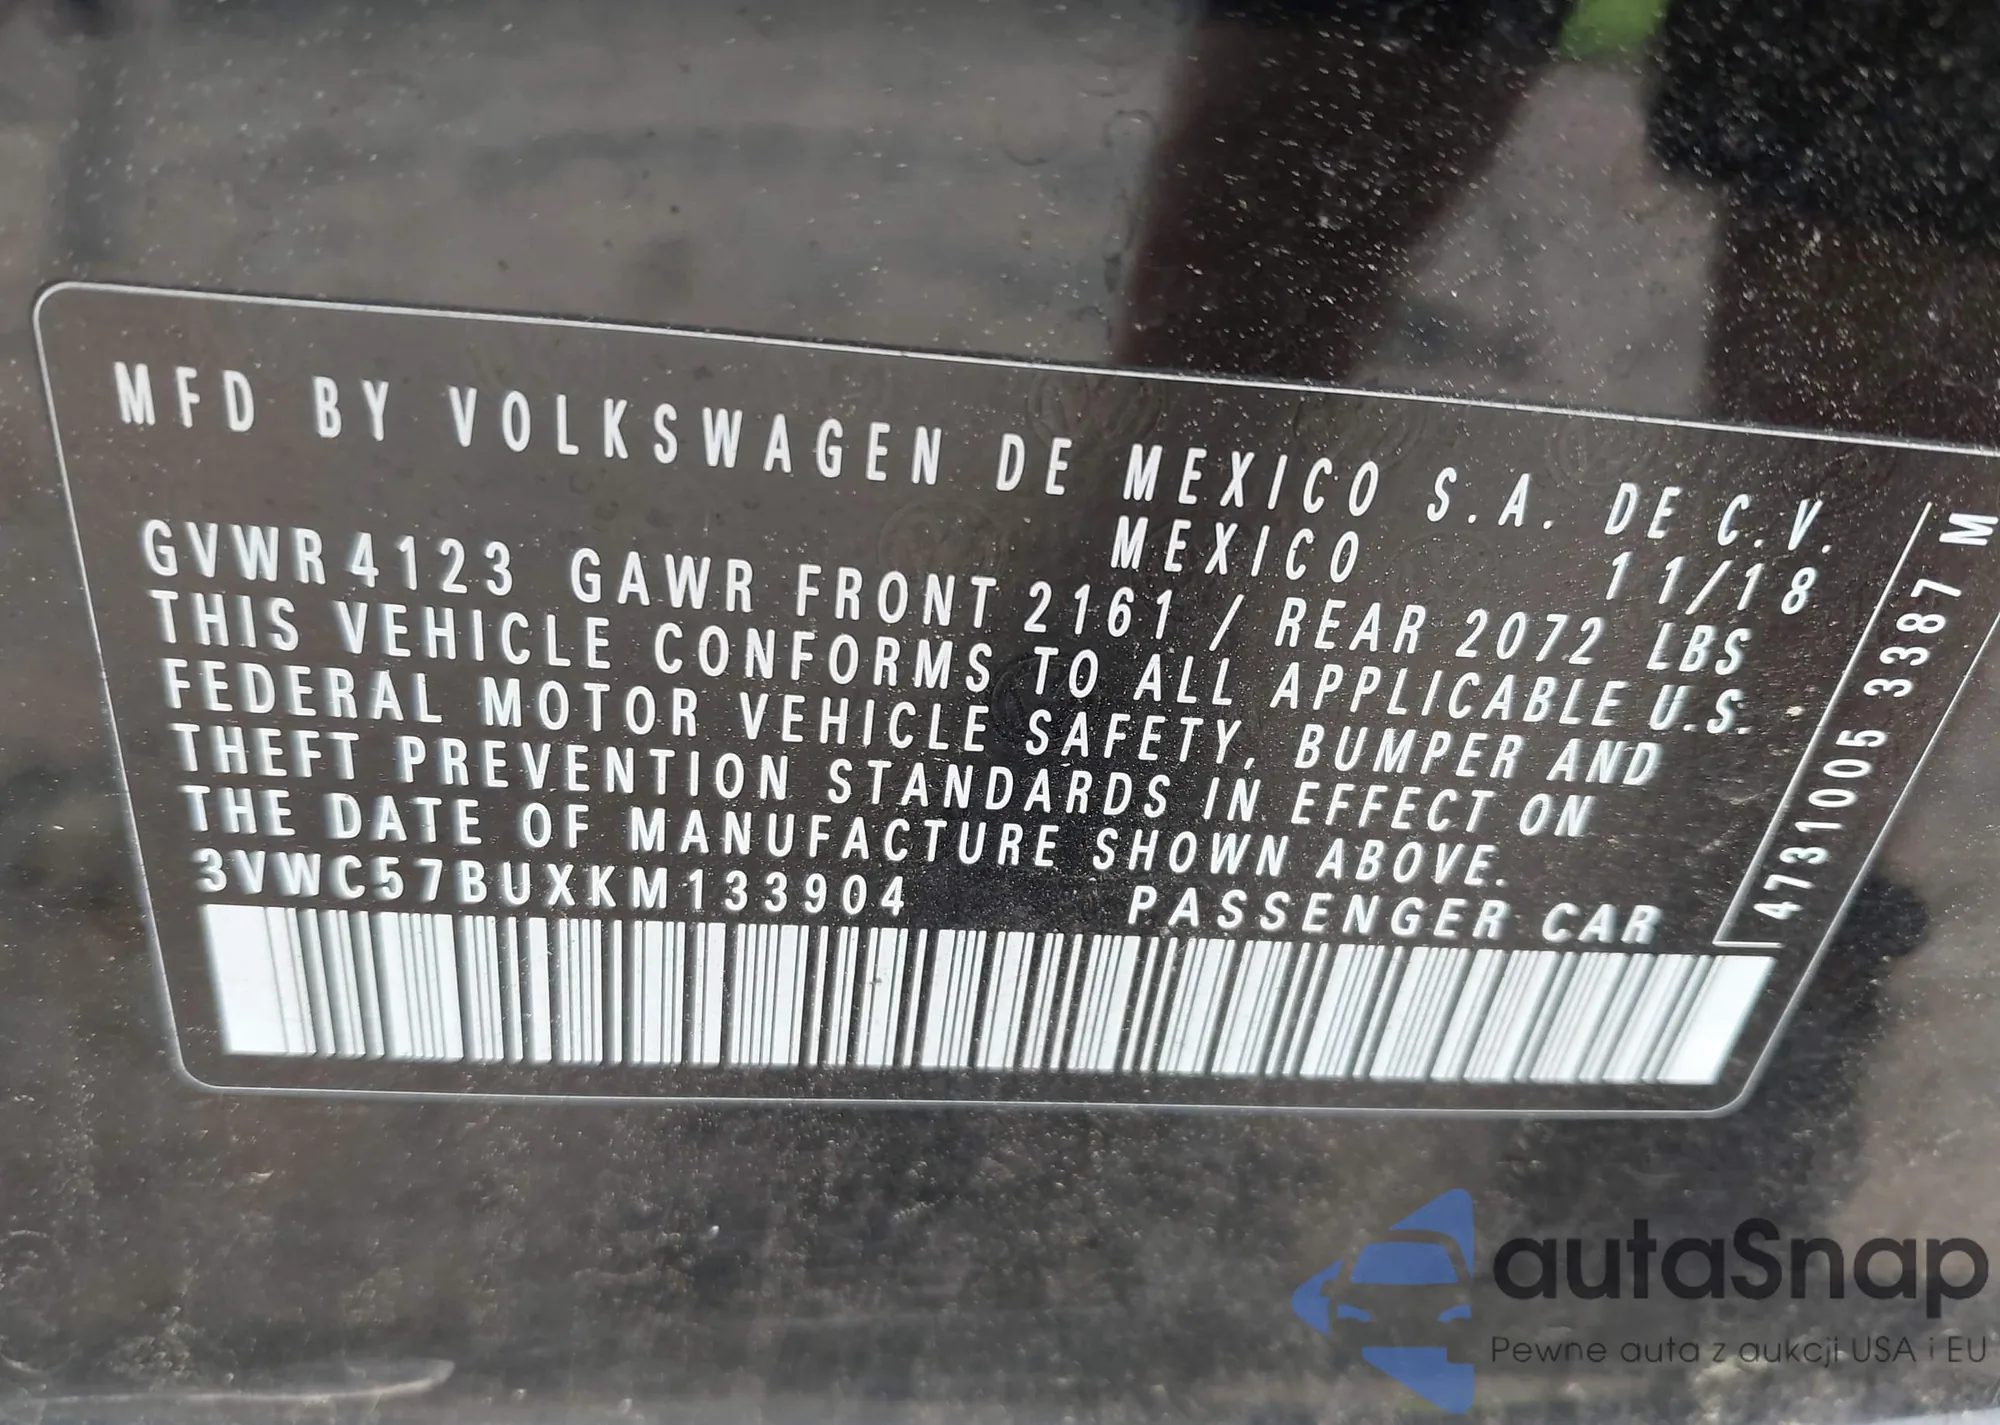 MFD BY VOLKSWAGEN DE MEXICO S.A. DE C.V.
MEXICO 11/18
GVWR 4123 GAWR FRONT 2161 / REAR 2072 LBS
THIS VEHICLE CONFORMS TO ALL APPLICABLE U.S.
FEDERAL MOTOR VEHICLE SAFETY, BUMPER AND
THEFT PREVENTION STANDARDS IN EFFECT ON
THE DATE OF MANUFACTURE SHOWN ABOVE.
3VWC57BUXKM133904 PASSENGER CAR
4731005 3387 M
autaSnap
Pewne auta z aukcji USA i EU